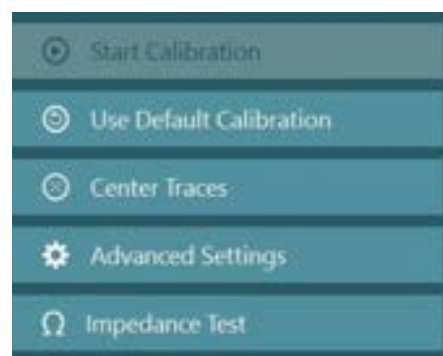 Start Calibration
Use Default Calibration
Center Traces
Advanced Settings
Impedance Test